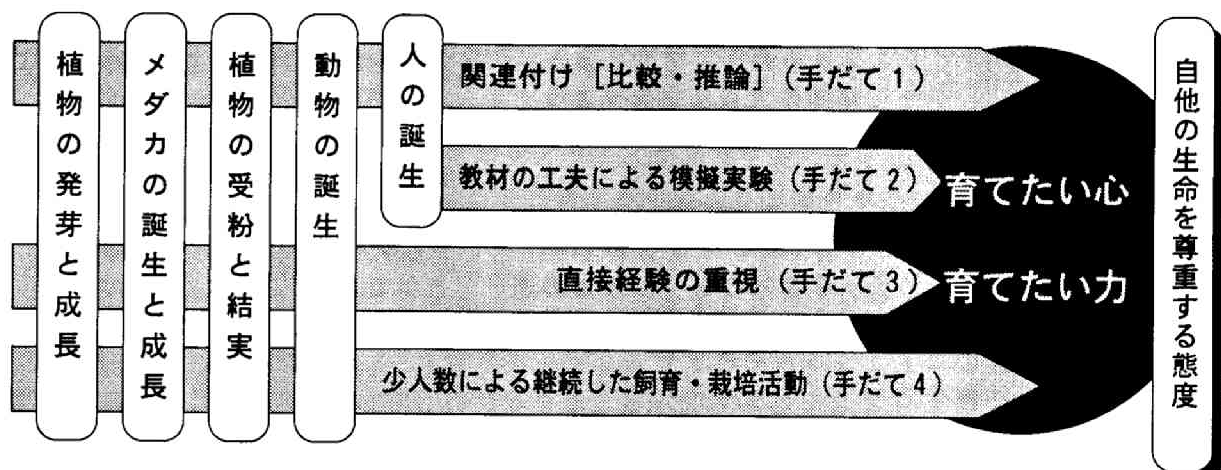 植物の発芽と成長
メダカの誕生と成長
植物の受粉と結実
動物の誕生
人の誕生
関連付け［比較・推論］（手だて１）
教材の工夫による模擬実験（手だて２）
直接経験の重視（手だて３）
少人数による継続した飼育・栽培活動（手だて４）
育てたい心
育てたい力
自他の生命を尊重する態度